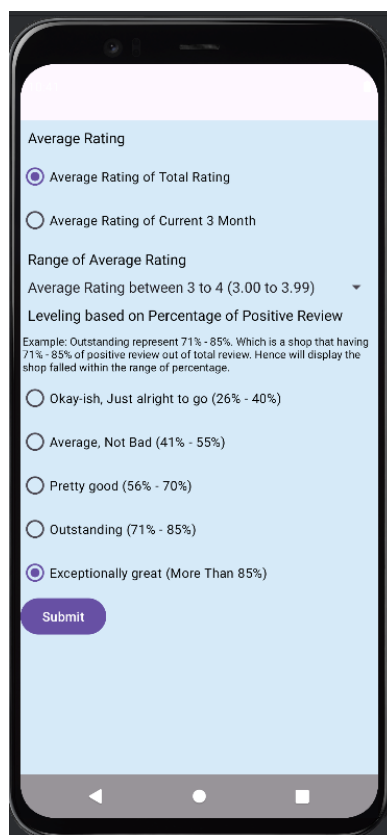 Average Rating
Average Rating of Total Rating
Average Rating of Current 3 Month
Range of Average Rating
Average Rating between 3 to 4 (3.00 to 3.99)
Leveling based on Percentage of Positive Review
Example: Outstanding represent 71% - 85%. Which is a shop that having
71% - 85% of positive review out of total review. Hence will display the
shop falled within the range of percentage.
Okay-ish, Just alright to go (26% - 40%)
Average, Not Bad (41% - 55%)
Pretty good (56% - 70%)
Outstanding (71% - 85%)
Exceptionally great (More Than 85%)
Submit